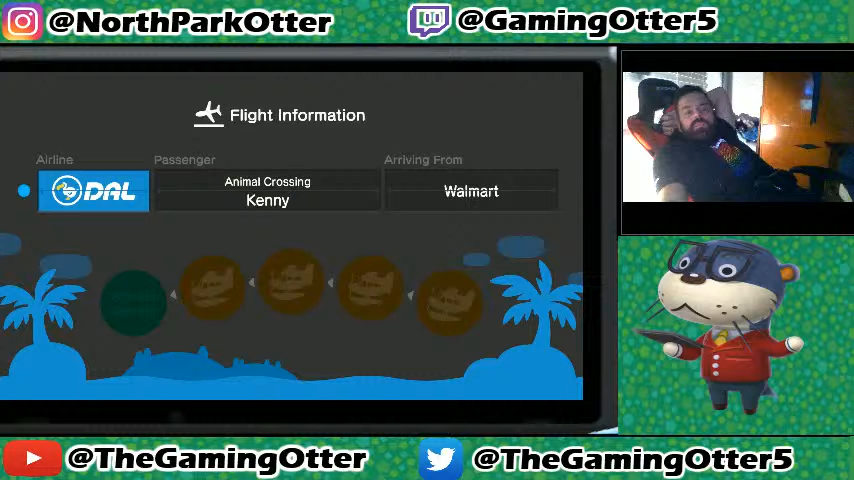 @NorthParkOtter
@GamingOtter5
Flight Information
Airline
Passenger
Arriving From
DAL
Animal Crossing
Kenny
Walmart
@TheGamingOtter
@TheGamingOtter5